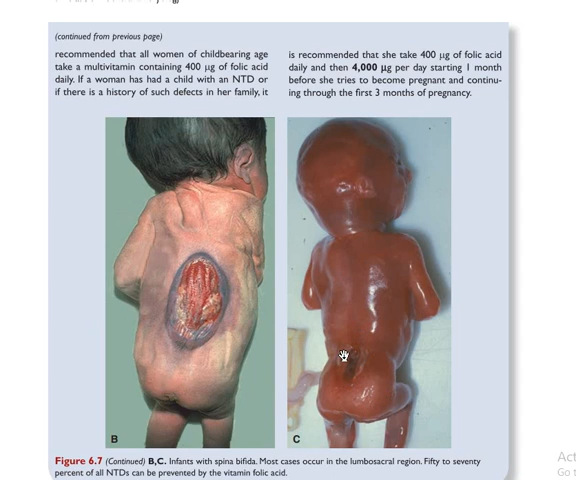 (continued from previous page)
recommended that all women of childbearing age
take a multivitamin containing 400 μg of folic acid
daily. If a woman has had a child with an NTD or
if there is a history of such defects in her family, it
is recommended that she take 400 μg of folic acid
daily and then 4,000 μg per day starting 1 month
before she tries to become pregnant and continu-
ing through the first 3 months of pregnancy.
B
C
Figure 6.7 (Continued) B,C. Infants with spina bifida. Most cases occur in the lumbosacral region. Fifty to seventy
percent of all NTDs can be prevented by the vitamin folic acid.
Act
Go t